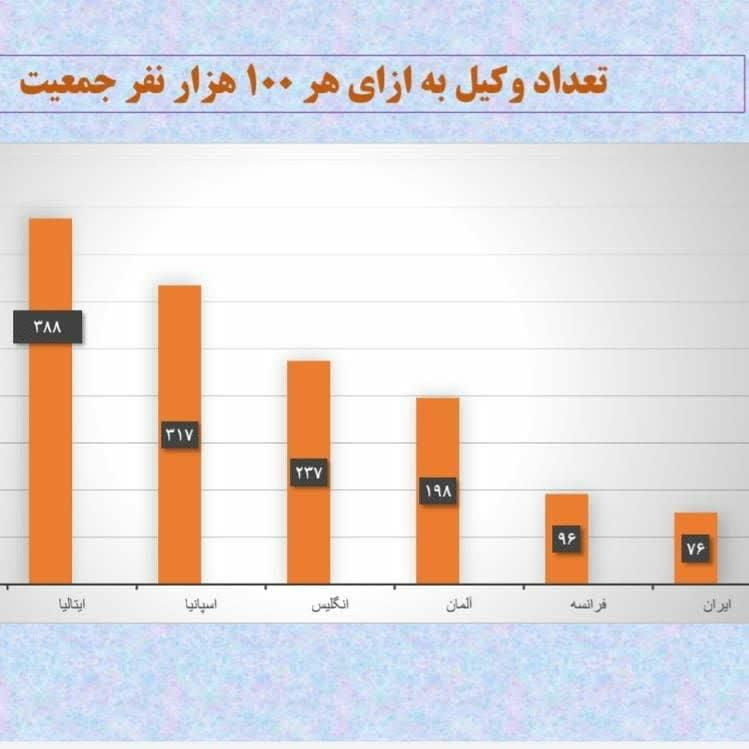 تعداد وکیل به ازای هر ۱۰۰ هزار نفر جمعیت
۳۸۸
۳۱۷
۲۳۷
۱۹۸
۹۶
۷۶
ایتالیا
اسپانیا
انگلیس
آلمان
فرانسه
ایران